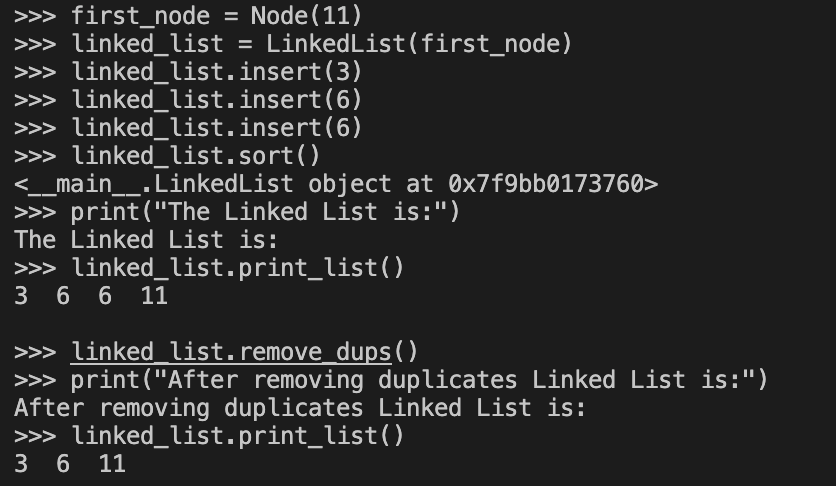 >>> first_node = Node(11)
>>> linked_list = LinkedList(first_node)
>>> linked_list.insert(3)
>>> linked_list.insert(6)
>>> linked_list.insert(6)
>>> linked_list.sort()
<__main__.LinkedList object at 0x7f9bb0173760>
>>> print("The Linked List is:")
The Linked List is:
>>> linked_list.print_list()
3  6  6  11
>>> linked_list.remove_dups()
>>> print("After removing duplicates Linked List is:")
After removing duplicates Linked List is:
>>> linked_list.print_list()
3  6  11